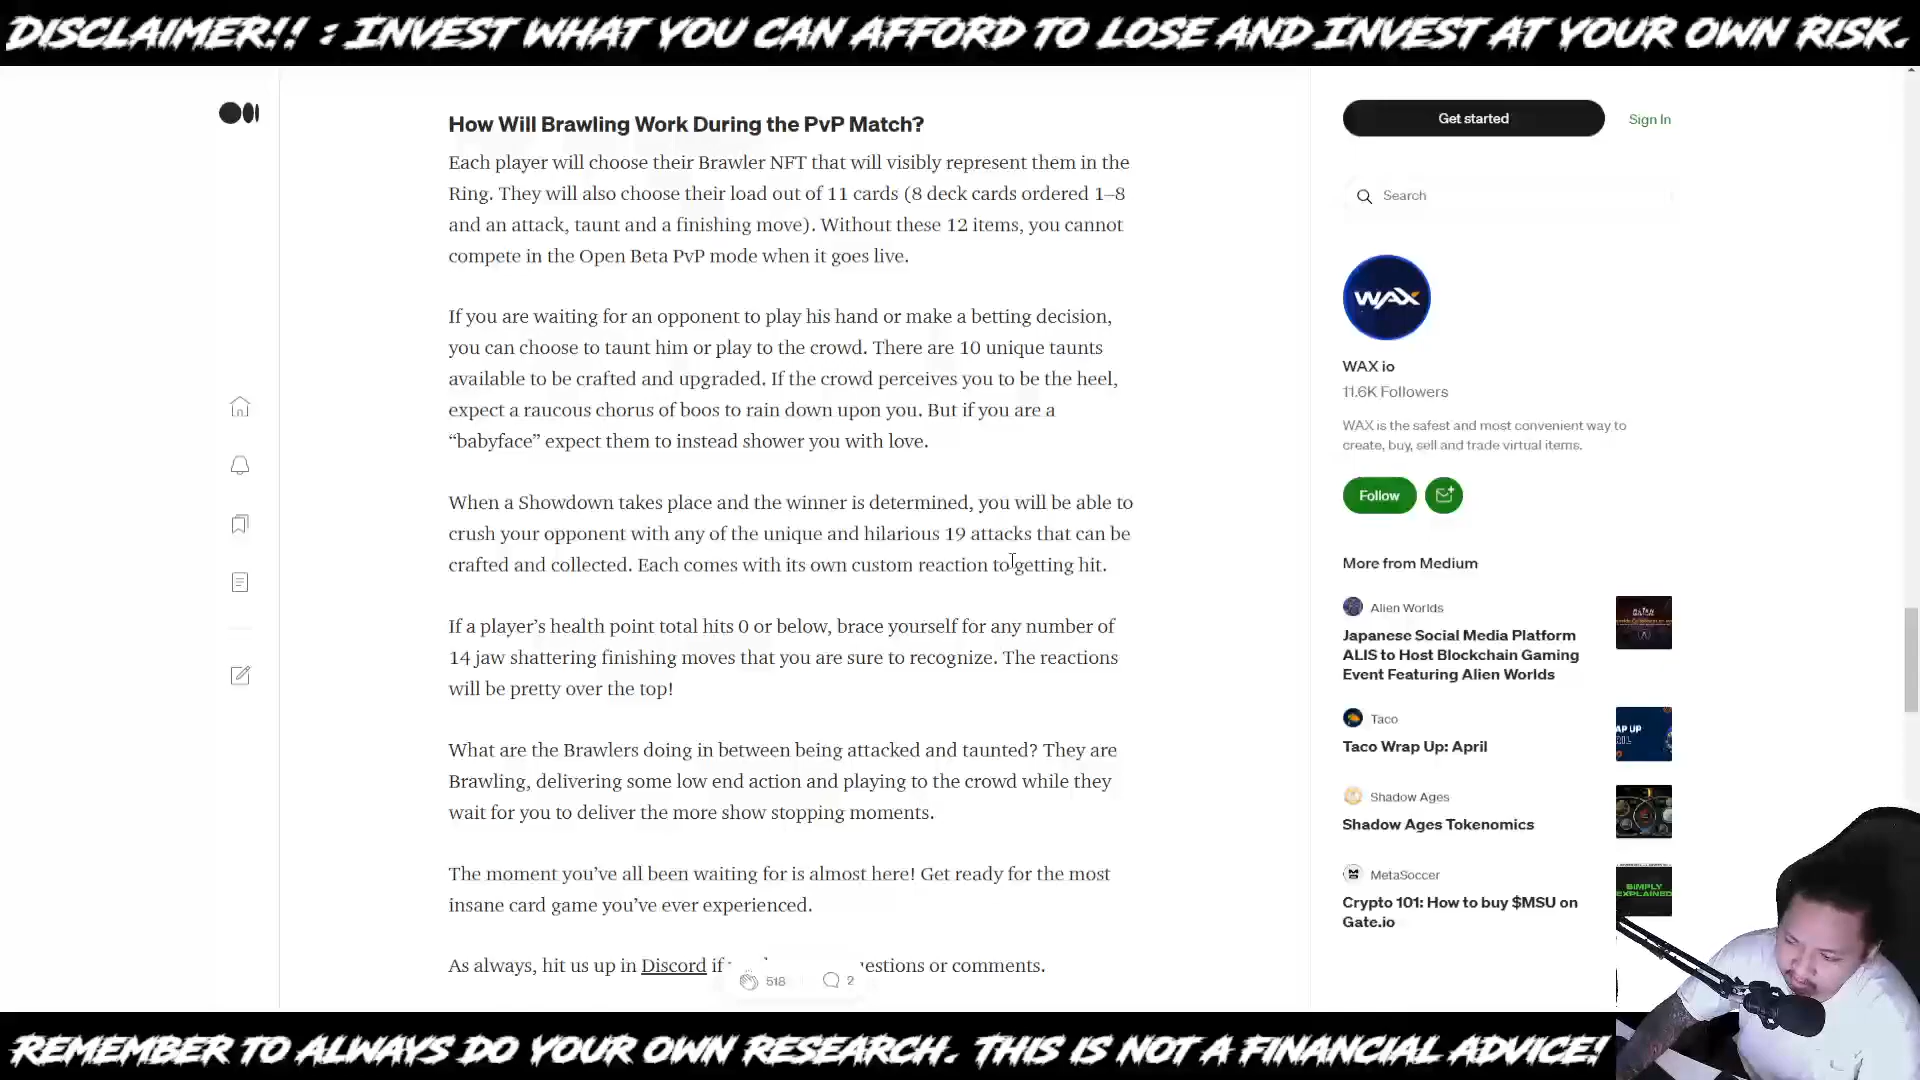 DISCLAIMER!! : INVEST WHAT YOU CAN AFFORD TO LOSE AND INVEST AT YOUR OWN RISK.
How Will Brawling Work During the PvP Match?
Each player will choose their Brawler NFT that will visibly represent them in the
Ring. They will also choose their load out of 11 cards (8 deck cards ordered 1–8
and an attack, taunt and a finishing move). Without these 12 items, you cannot
compete in the Open Beta PvP mode when it goes live.
If you are waiting for an opponent to play his hand or make a betting decision,
you can choose to taunt him or play to the crowd. There are 10 unique taunts
available to be crafted and upgraded. If the crowd perceives you to be the heel,
expect a raucous chorus of boos to rain down upon you. But if you are a
“babyface” expect them to instead shower you with love.
When a Showdown takes place and the winner is determined, you will be able to
crush your opponent with any of the unique and hilarious 19 attacks that can be
crafted and collected. Each comes with its own custom reaction to getting hit.
If a player’s health point total hits 0 or below, brace yourself for any number of
14 jaw shattering finishing moves that you are sure to recognize. The reactions
will be pretty over the top!
What are the Brawlers doing in between being attacked and taunted? They are
Brawling, delivering some low end action and playing to the crowd while they
wait for you to deliver the more show stopping moments.
The moment you’ve all been waiting for is almost here! Get ready for the most
insane card game you’ve ever experienced.
As always, hit us up in Discord if estions or comments.
518
2
Get started
Sign In
Search
WAX
WAX io
11.6K Followers
WAX is the safest and most convenient way to
create, buy, sell and trade virtual items.
Follow
More from Medium
Alien Worlds
Japanese Social Media Platform
ALIS to Host Blockchain Gaming
Event Featuring Alien Worlds
Taco
Taco Wrap Up: April
Shadow Ages
Shadow Ages Tokenomics
MetaSoccer
Crypto 101: How to buy $MSU on
Gate.io
SIMPLY
EXPLAINED
REMEMBER TO ALWAYS DO YOUR OWN RESEARCH. THIS IS NOT A FINANCIAL ADVICE!